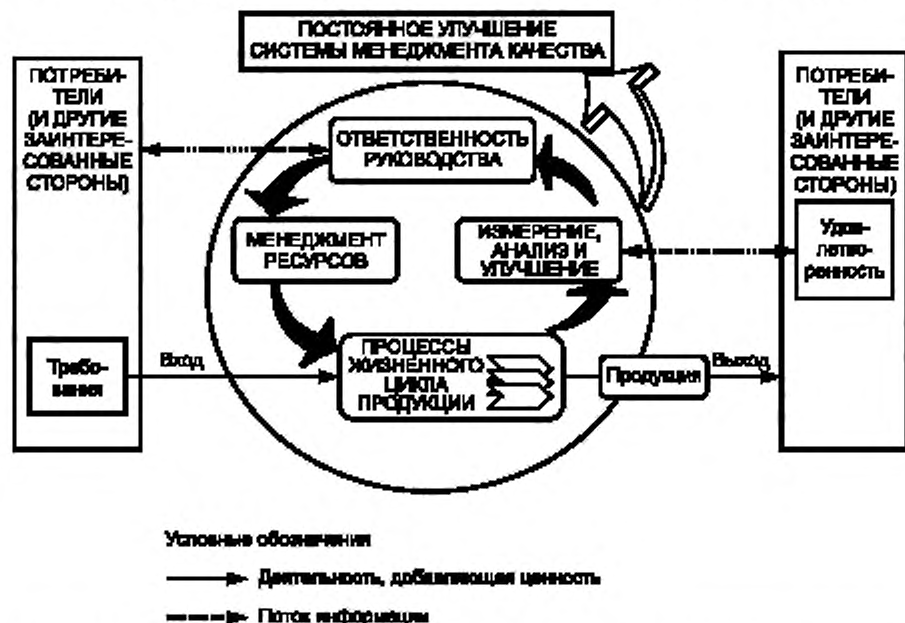 ПОСТОЯННОЕ УЛУЧШЕНИЕ
СИСТЕМЫ МЕНЕДЖМЕНТА КАЧЕСТВА
ПОТРЕБИ-
ТЕЛИ
(И ДРУГИЕ
ЗАИНТЕРЕ-
СОВАННЫЕ
СТОРОНЫ)
ОТВЕТСТВЕННОСТЬ
РУКОВОДСТВА
ПОТРЕБИ-
ТЕЛИ
(И ДРУГИЕ
ЗАИНТЕРЕ-
СОВАННЫЕ
СТОРОНЫ)
МЕНЕДЖМЕНТ
РЕСУРСОВ
ИЗМЕРЕНИЕ,
АНАЛИЗ И
УЛУЧШЕНИЕ
Удов-
летво-
ренность
Требо-
вания
Вход
ПРОЦЕССЫ
ЖИЗНЕННОГО
ЦИКЛА
ПРОДУКЦИИ
Продукция
Выход
Условные обозначения
Деятельность, добавляющая ценность
Поток информации